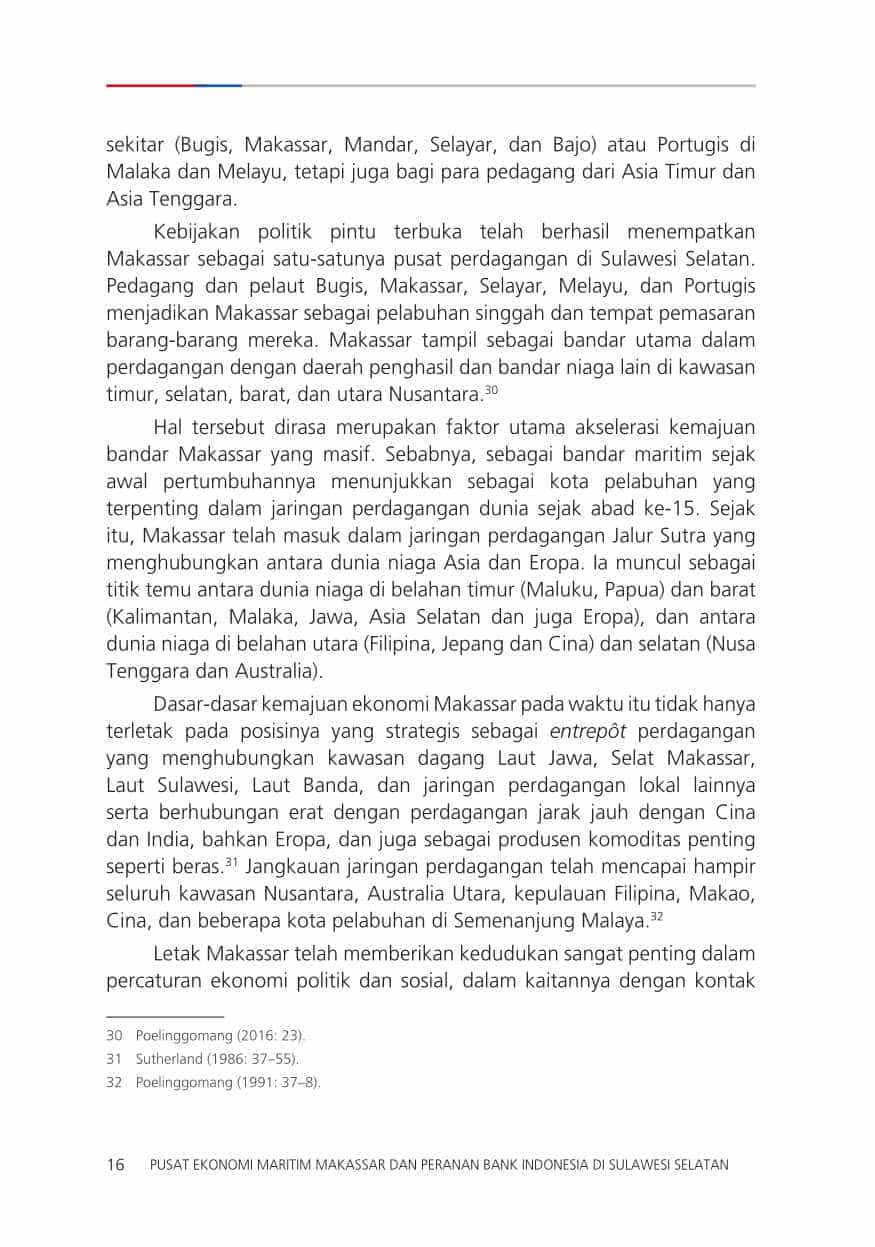 sekitar (Bugis, Makassar, Mandar, Selayar, dan Bajo) atau Portugis di
Malaka dan Melayu, tetapi juga bagi para pedagang dari Asia Timur dan
Asia Tenggara.
Kebijakan politik pintu terbuka telah berhasil menempatkan
Makassar sebagai satu-satunya pusat perdagangan di Sulawesi Selatan.
Pedagang dan pelaut Bugis, Makassar, Selayar, Melayu, dan Portugis
menjadikan Makassar sebagai pelabuhan singgah dan tempat pemasaran
barang-barang mereka. Makassar tampil sebagai bandar utama dalam
perdagangan dengan daerah penghasil dan bandar niaga lain di kawasan
timur, selatan, barat, dan utara Nusantara.30
Hal tersebut dirasa merupakan faktor utama akselerasi kemajuan
bandar Makassar yang masif. Sebabnya, sebagai bandar maritim sejak
awal pertumbuhannya menunjukkan sebagai kota pelabuhan yang
terpenting dalam jaringan perdagangan dunia sejak abad ke-15. Sejak
itu, Makassar telah masuk dalam jaringan perdagangan Jalur Sutra yang
menghubungkan antara dunia niaga Asia dan Eropa. Ia muncul sebagai
titik temu antara dunia niaga di belahan timur (Maluku, Papua) dan barat
(Kalimantan, Malaka, Jawa, Asia Selatan dan juga Eropa), dan antara
dunia niaga di belahan utara (Filipina, Jepang dan Cina) dan selatan (Nusa
Tenggara dan Australia).
Dasar-dasar kemajuan ekonomi Makassar pada waktu itu tidak hanya
terletak pada posisinya yang strategis sebagai entrepôt perdagangan
yang menghubungkan kawasan dagang Laut Jawa, Selat Makassar,
Laut Sulawesi, Laut Banda, dan jaringan perdagangan lokal lainnya
serta berhubungan erat dengan perdagangan jarak jauh dengan Cina
dan India, bahkan Eropa, dan juga sebagai produsen komoditas penting
seperti beras.31 Jangkauan jaringan perdagangan telah mencapai hampir
seluruh kawasan Nusantara, Australia Utara, kepulauan Filipina, Makao,
Cina, dan beberapa kota pelabuhan di Semenanjung Malaya.32
Letak Makassar telah memberikan kedudukan sangat penting dalam
percaturan ekonomi politik dan sosial, dalam kaitannya dengan kontak
30 Poelinggomang (2016: 23).
31 Sutherland (1986: 37–55).
32 Poelinggomang (1991: 37–8).
16 PUSAT EKONOMI MARITIM MAKASSAR DAN PERANAN BANK INDONESIA DI SULAWESI SELATAN